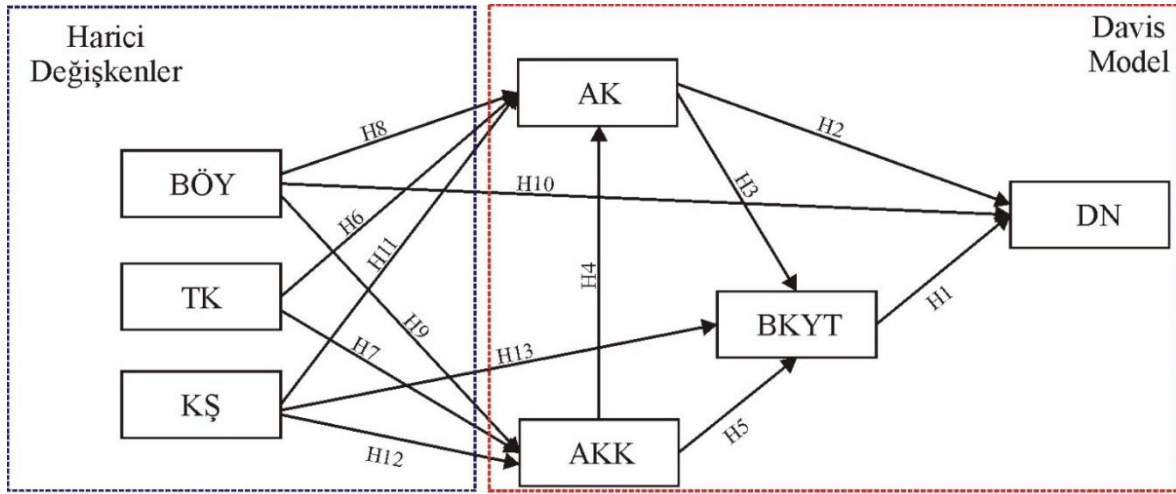 Harici
Değişkenler
Davis
Model
AK
BÖY
TK
KŞ
DN
BKYT
AKK
H8
H2
H10
H3
H6
H11
H4
H9
H1
H7
H13
H5
H12